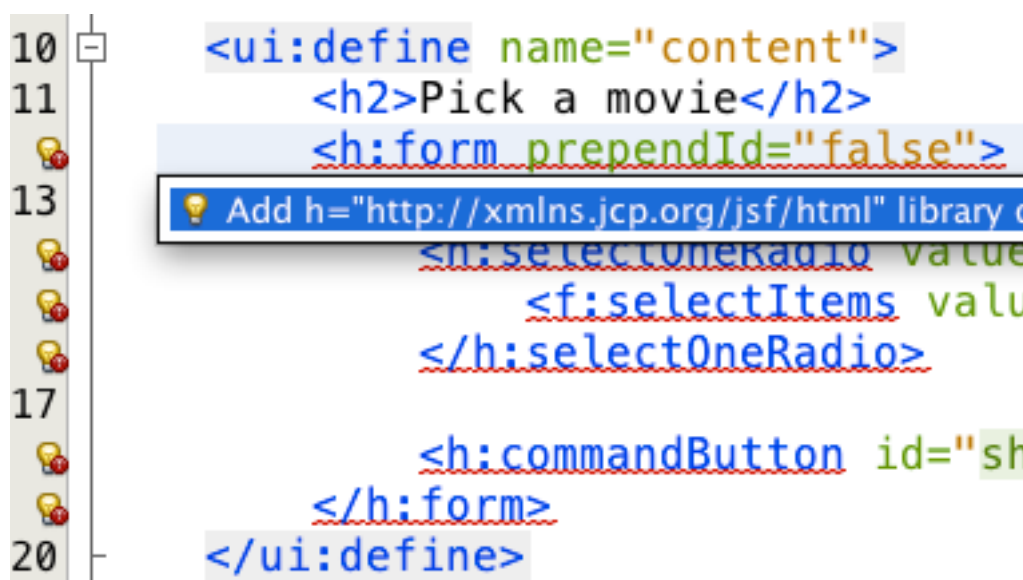 10 <ui:define name="content">
11 <h2>Pick a movie</h2>
<h:form prependId="false">
13
Add h="http://xmlns.jcp.org/jsf/html" library
<h:selectOneRadio value
<f:selectItems valu
</h:selectOneRadio>
17
<h:commandButton id="sh
</h:form>
20 </ui:define>